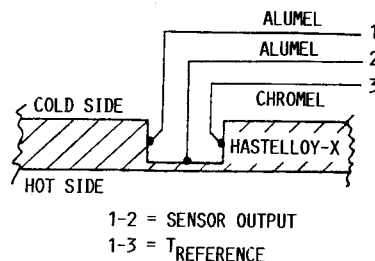 ALUMEL 1
ALUMEL 2
3
CHROMEL
COLD SIDE
HASTELLOY-X
HOT SIDE
1-2 = SENSOR OUTPUT
1-3 = TREFERENCE